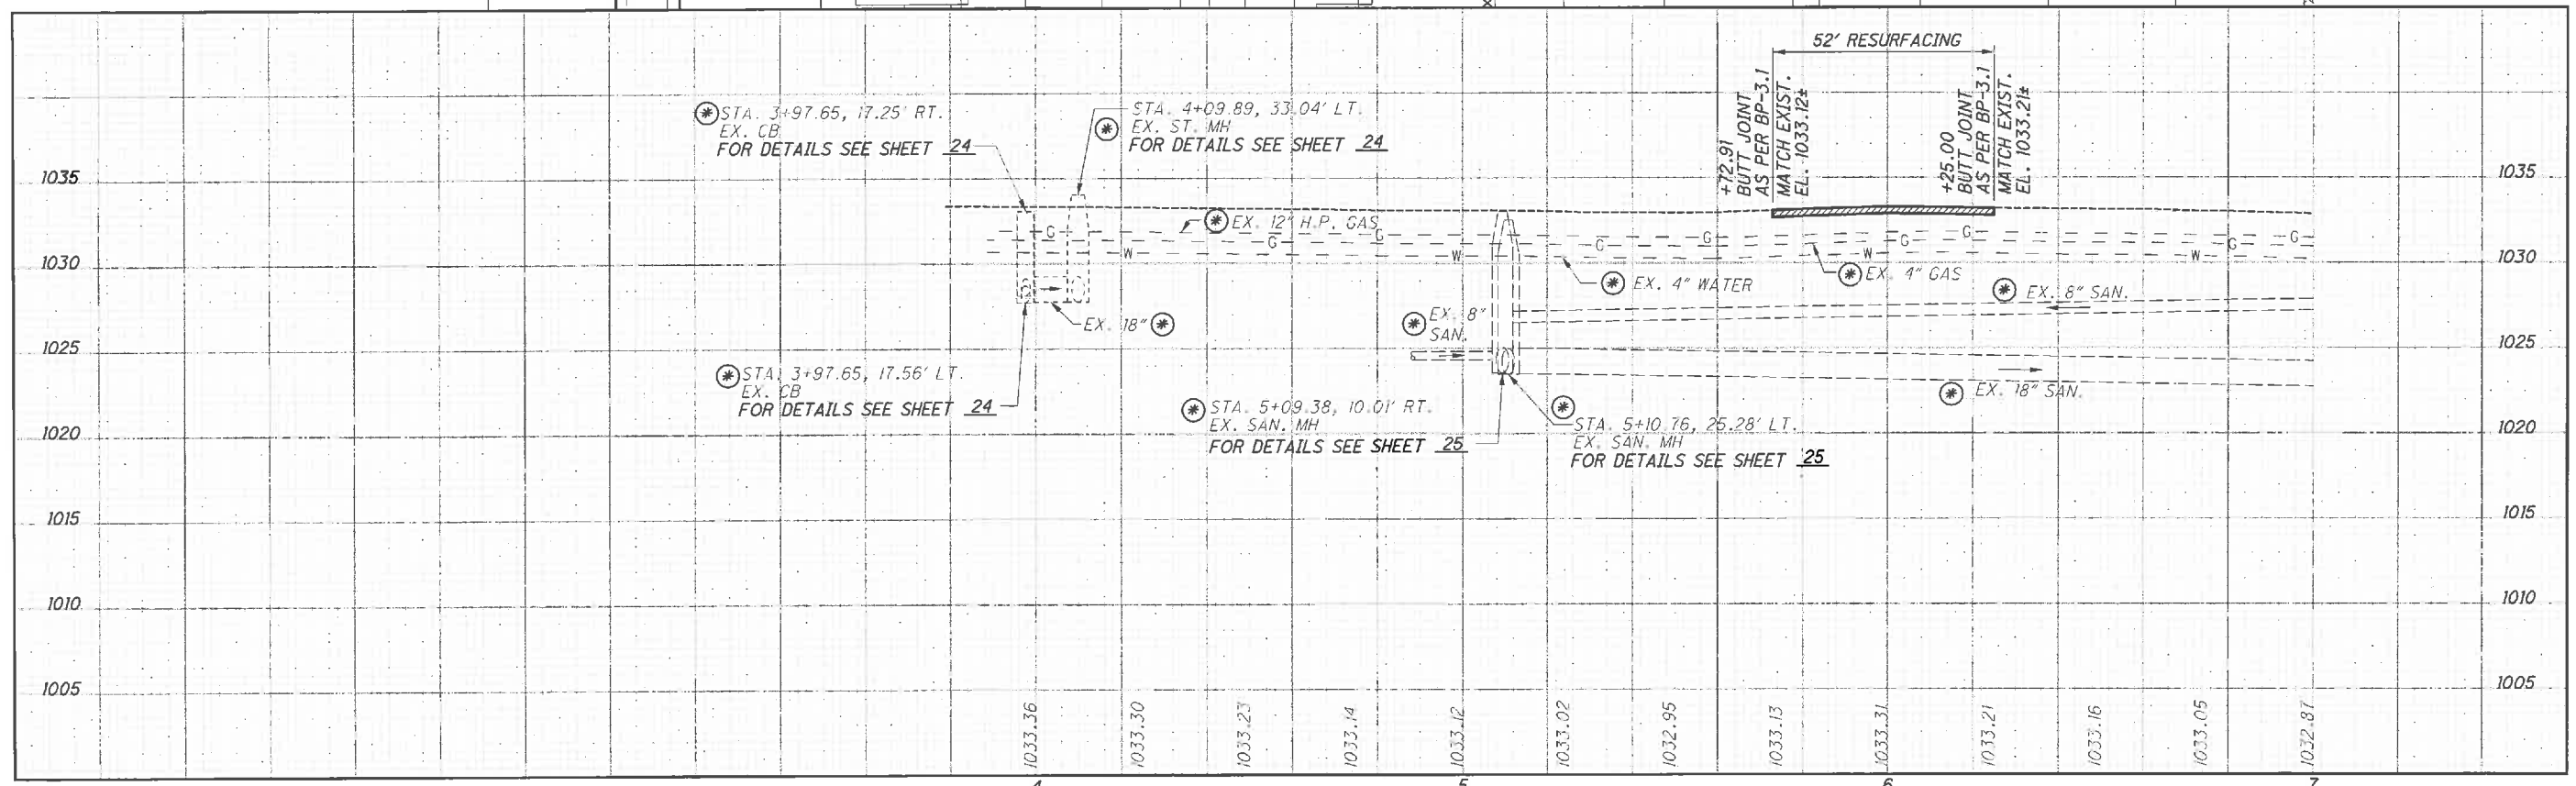 52' RESURFACING
+72.91
BUTT JOINT
AS PER BP-3.1
MATCH EXIST.
EL. 1033.12±
+25.00
BUTT JOINT
AS PER BP-3.1
MATCH EXIST.
EL. 1033.21±
STA. 3+97.65, 17.25' RT.
EX. CB
FOR DETAILS SEE SHEET 24
STA. 4+09.89, 33.04' LT.
EX. ST. MH
FOR DETAILS SEE SHEET 24
1035
1035
EX. 12" H.P. GAS
G
G
G
G
G
G
G
G
G
W
W
W
W
1030
1030
EX. 4" WATER
EX. 4" GAS
EX. 8" SAN.
EX. 18"
EX. 8"
SAN.
1025
1025
STA. 3+97.65, 17.56' LT.
EX. CB
FOR DETAILS SEE SHEET 24
EX. 18" SAN.
STA. 5+09.38, 10.01' RT.
EX. SAN. MH
FOR DETAILS SEE SHEET 25
STA. 5+10.76, 25.28' LT.
EX. SAN. MH
FOR DETAILS SEE SHEET 25
1020
1020
1015
1015
1010
1010
1005
1005
1033.36
1033.30
1033.23
1033.14
1033.12
1033.02
1032.95
1033.13
1033.31
1033.21
1033.16
1033.05
1032.87